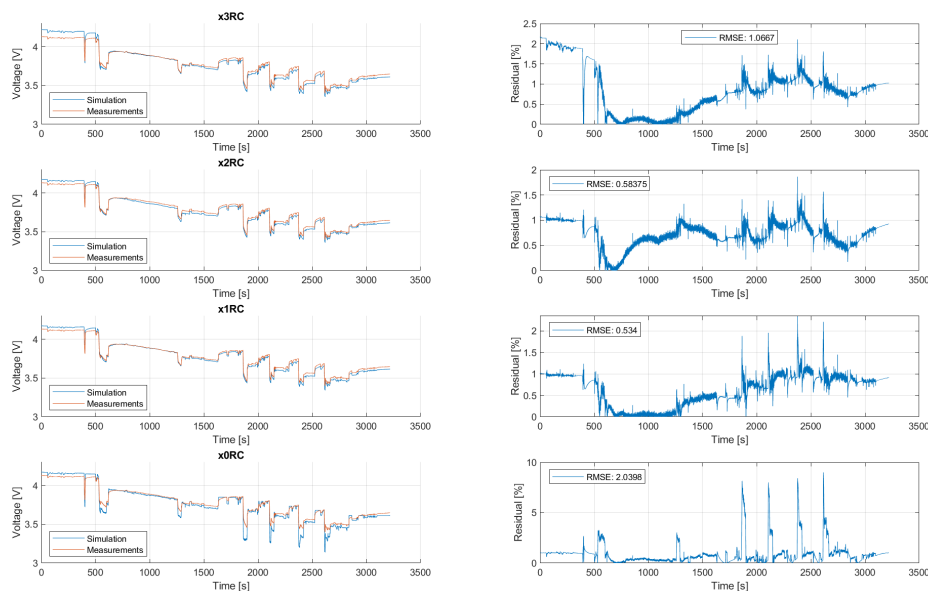 x3RC
Voltage [V]
4
3.5
3
Simulation
Measurements
0 500 1000 1500 2000 2500 3000 3500
Time [s]
Residual [%]
2
1.5
1
0.5
0
RMSE: 1.0667
0 500 1000 1500 2000 2500 3000 3500
Time [s]
x2RC
Voltage [V]
4
3.5
3
Simulation
Measurements
0 500 1000 1500 2000 2500 3000 3500
Time [s]
Residual [%]
2
1.5
1
0.5
0
RMSE: 0.58375
0 500 1000 1500 2000 2500 3000 3500
Time [s]
x1RC
Voltage [V]
4
3.5
3
Simulation
Measurements
0 500 1000 1500 2000 2500 3000 3500
Time [s]
Residual [%]
2
1.5
1
0.5
0
RMSE: 0.534
0 500 1000 1500 2000 2500 3000 3500
Time [s]
x0RC
Voltage [V]
4
3.5
3
Simulation
Measurements
0 500 1000 1500 2000 2500 3000 3500
Time [s]
Residual [%]
10
5
0
RMSE: 2.0398
0 500 1000 1500 2000 2500 3000 3500
Time [s]